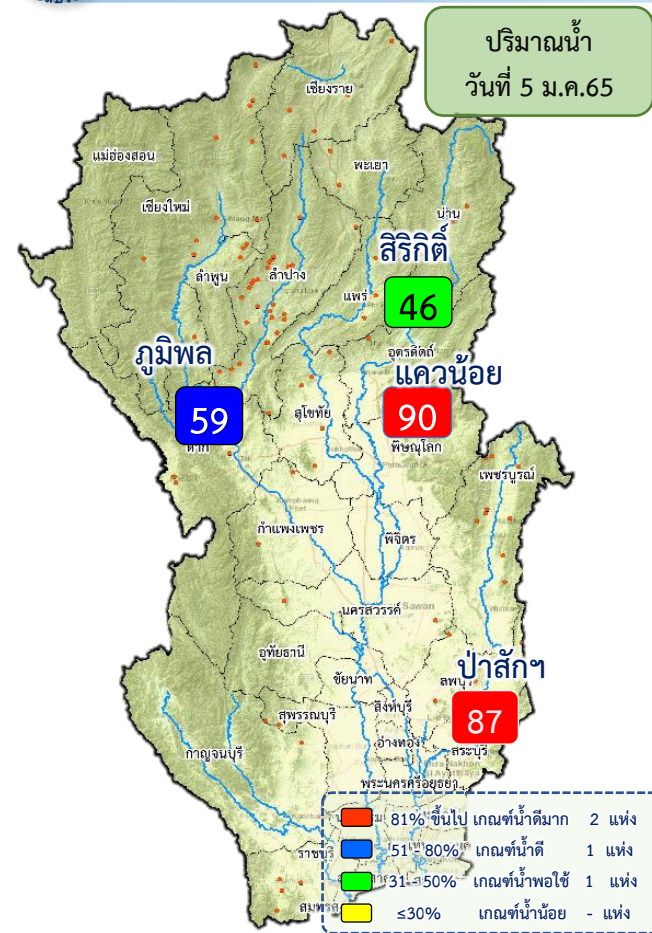 ปริมาณน้ำ
วันที่ 5 ม.ค.65
เชียงราย
แม่ฮ่องสอน
พะเยา
เชียงใหม่
น่าน
สิริกิติ์
ลำพูน
ลำปาง
แพร่
46
อุตรดิตถ์
ภูมิพล
แควน้อย
59
สุโขทัย
90
ตาก
พิษณุโลก
เพชรบูรณ์
กำแพงเพชร
พิจิตร
นครสวรรค์
Sawan
อุทัยธานี
ป่าสักฯ
ชัยนาท
ลพบุรี
สิงห์บุรี
87
สุพรรณบุรี
อ่างทอง
สระบุรี
กาญจนบุรี
พระนครศรีอยุธยา
81% ขึ้นไป เกณฑ์น้ำดีมาก 2 แห่ง
51 - 80% เกณฑ์น้ำดี 1 แห่ง
ราชบุรี
31 - 50% เกณฑ์น้ำพอใช้ 1 แห่ง
≤30% เกณฑ์น้ำน้อย - แห่ง